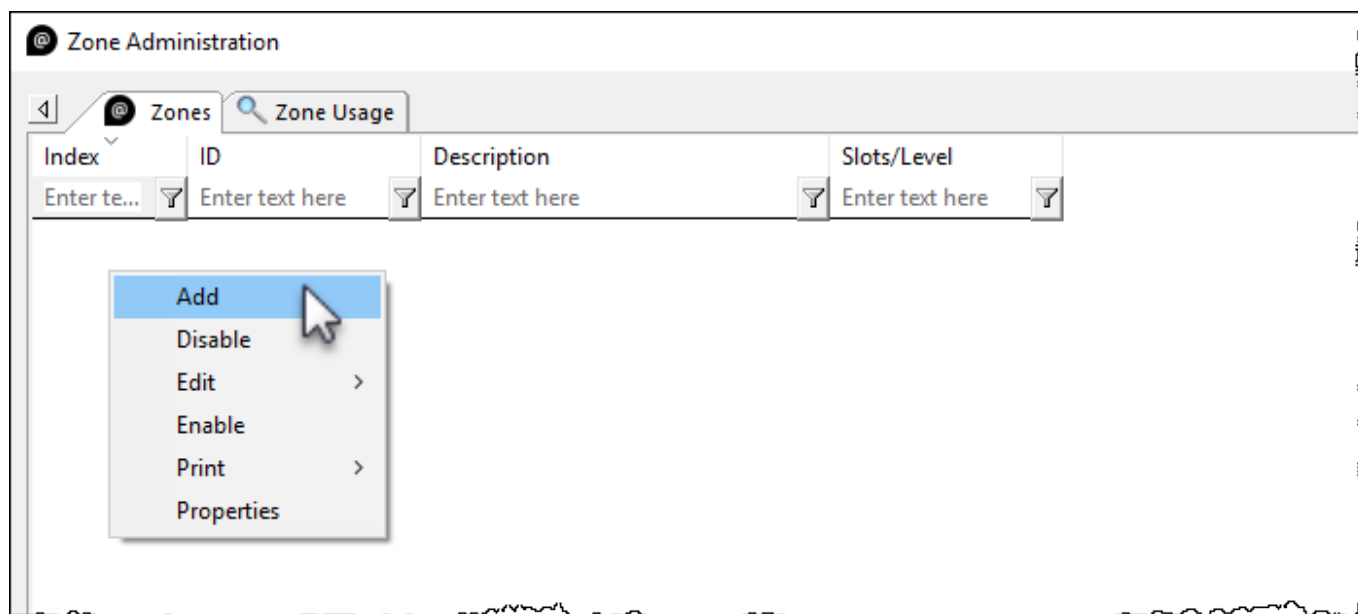 Zone Administration
Zones Zone Usage
Index ID Description Slots/Level
Enter te... Enter text here Enter text here Enter text here
Add
Disable
Edit
Enable
Print
Properties